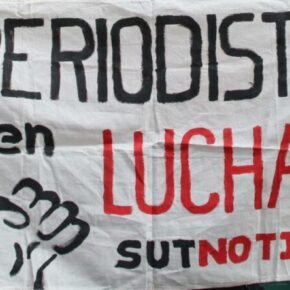 PERIODIST
en
LUCHA
SUTNOTI